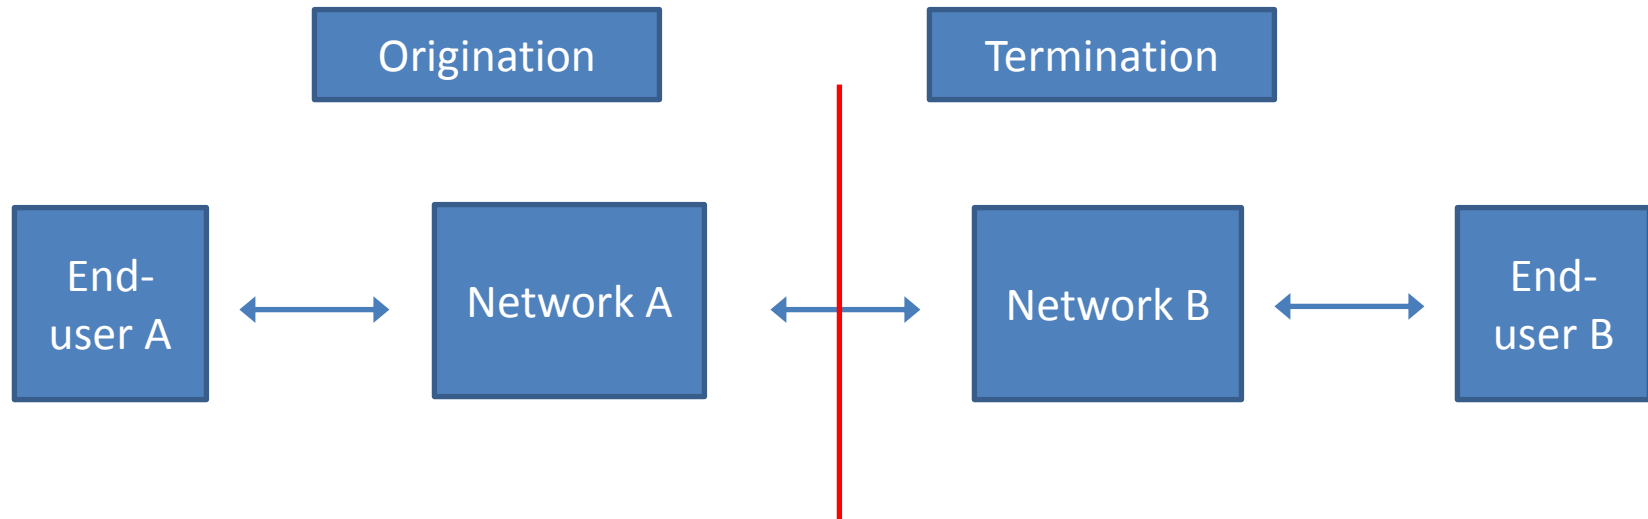 Origination
Termination
End-
user A
Network A
Network B
End-
user B